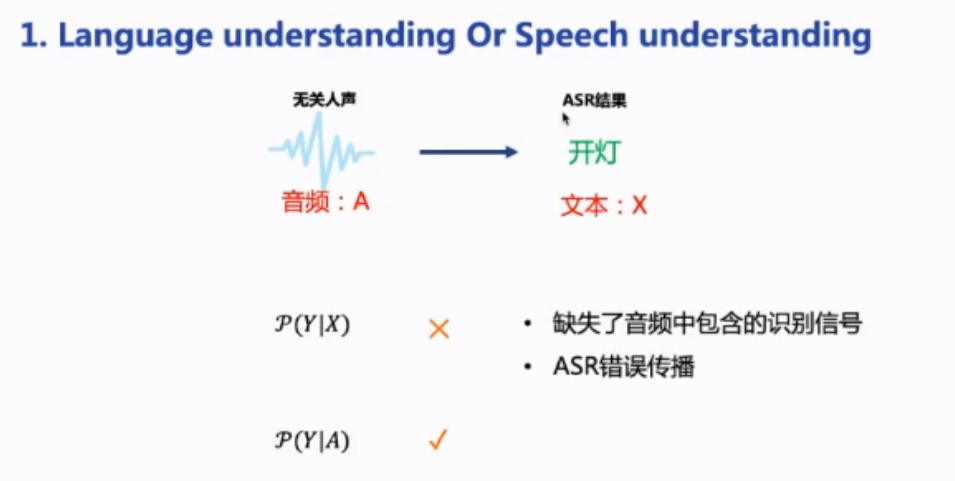 1. Language understanding Or Speech understanding
无关人声
ASR结果
开灯
音频：A
文本：X
𝒫(Y|X) ×
• 缺失了音频中包含的识别信号
• ASR错误传播
𝒫(Y|A) ✓